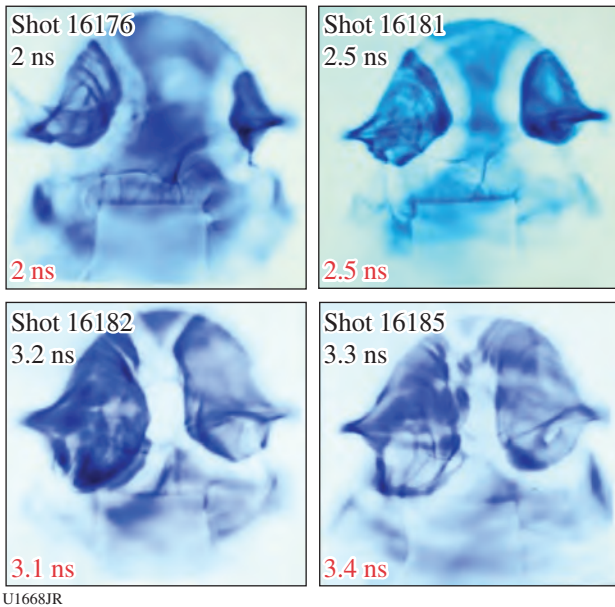 Shot 16176
2 ns
2 ns
Shot 16181
2.5 ns
2.5 ns
Shot 16182
3.2 ns
3.1 ns
Shot 16185
3.3 ns
3.4 ns
U1668JR